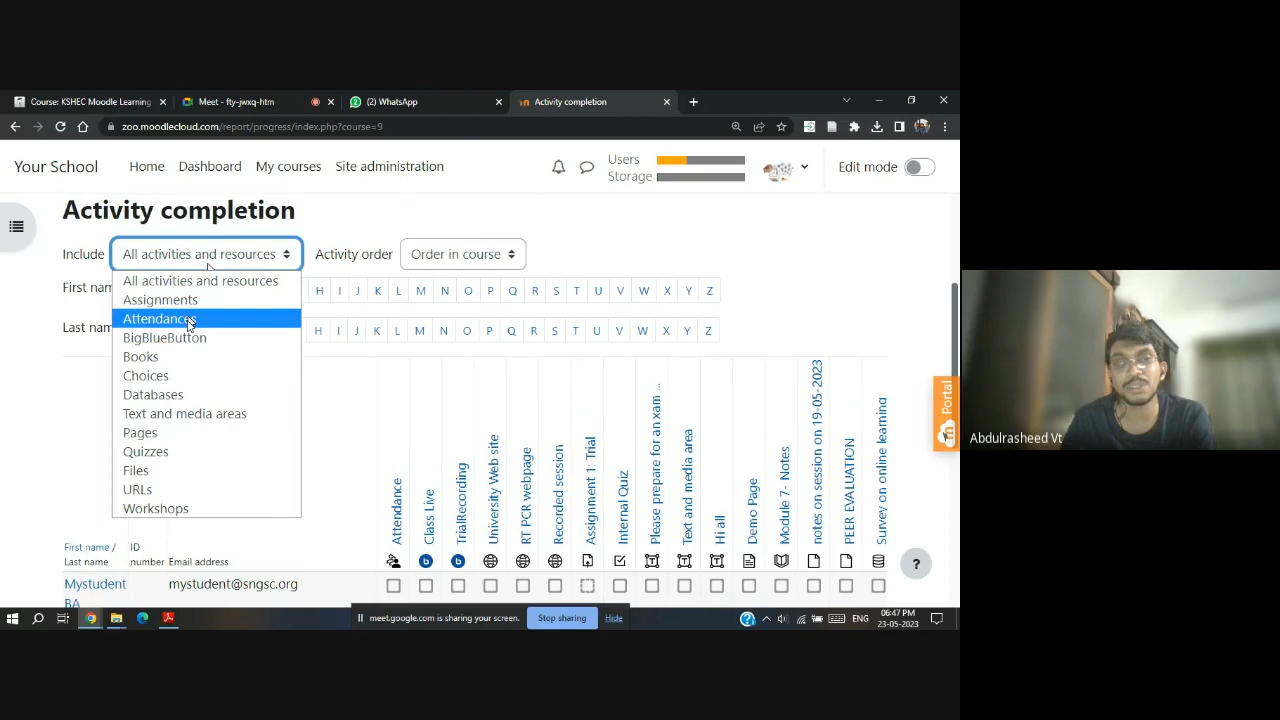 Course: KSHEC Moodle Learning
Meet - fty-jwxq-htm
(2) WhatsApp
Activity completion
zoo.moodlecloud.com/report/progress/index.php?course=9
Your School
Home
Dashboard
My courses
Site administration
Users
Storage
Edit mode
Activity completion
Include
All activities and resources
Activity order
Order in course
All activities and resources
Assignments
Attendances
BigBlueButton
Books
Choices
Databases
Text and media areas
Pages
Quizzes
Files
URLs
Workshops
First nam
H I J K L M N O P Q R S T U V W X Y Z
Last nam
H I J K L M N O P Q R S T U V W X Y Z
Attendance
Class Live
TrialRecording
University Web site
RT PCR webpage
Recorded session
Assignment 1: Trial
Internal Quiz
Please prepare for an xam ...
Text and media area
Hi all
Demo Page
Module 7- Notes
notes on session on 19-05-2023
PEER EVALUATION
Survey on online learning
First name /
Last name
ID
number
Email address
Mystudent
BA
mystudent@sngsc.org
Portal
?
meet.google.com is sharing your screen.
Stop sharing
Hide
ENG
06:47 PM
23-05-2023
Abdulrasheed Vt